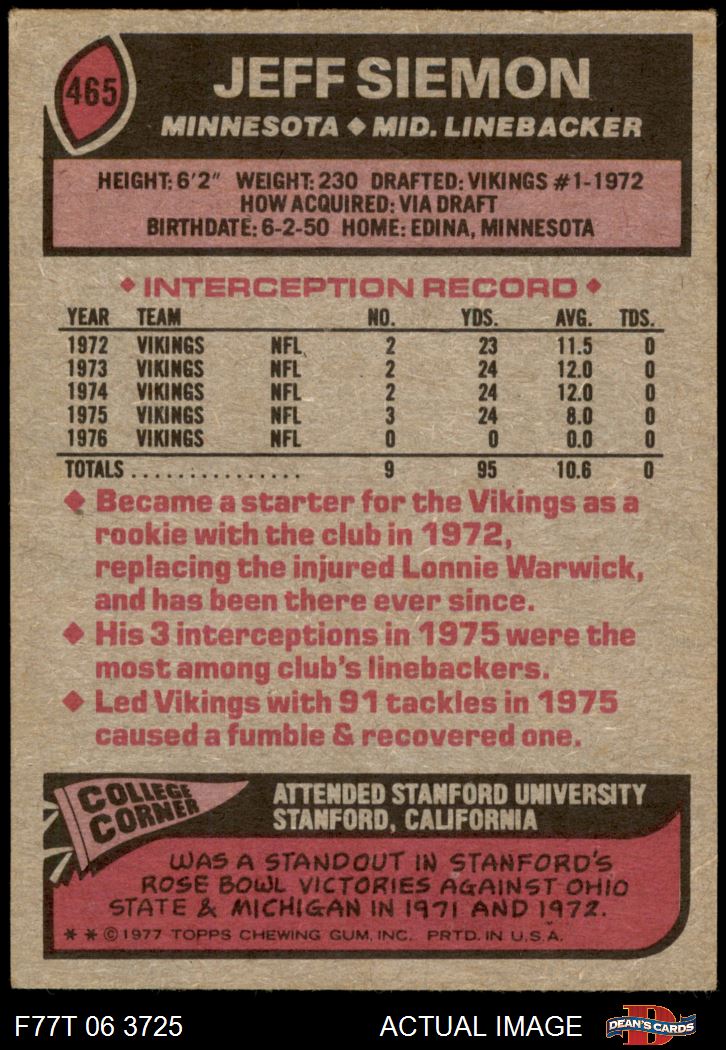 465
JEFF SIEMON
MINNESOTA ◆ MID. LINEBACKER
HEIGHT: 6'2" WEIGHT: 230 DRAFTED: VIKINGS #1-1972
HOW ACQUIRED: VIA DRAFT
BIRTHDATE: 6-2-50 HOME: EDINA, MINNESOTA
◆ INTERCEPTION RECORD ◆
YEAR TEAM NO. YDS. AVG. TDS.
1972 VIKINGS NFL 2 23 11.5 0
1973 VIKINGS NFL 2 24 12.0 0
1974 VIKINGS NFL 2 24 12.0 0
1975 VIKINGS NFL 3 24 8.0 0
1976 VIKINGS NFL 0 0 0.0 0
TOTALS............... 9 95 10.6 0
◆ Became a starter for the Vikings as a
rookie with the club in 1972,
replacing the injured Lonnie Warwick,
and has been there ever since.
◆ His 3 interceptions in 1975 were the
most among club's linebackers.
◆ Led Vikings with 91 tackles in 1975
caused a fumble & recovered one.
COLLEGE
CORNER
ATTENDED STANFORD UNIVERSITY
STANFORD, CALIFORNIA
WAS A STANDOUT IN STANFORD'S
ROSE BOWL VICTORIES AGAINST OHIO
STATE & MICHIGAN IN 1971 AND 1972.
* * © 1977 TOPPS CHEWING GUM, INC. PRTD. IN U.S.A.
F77T 06 3725 ACTUAL IMAGE
D
DEAN'S CARDS